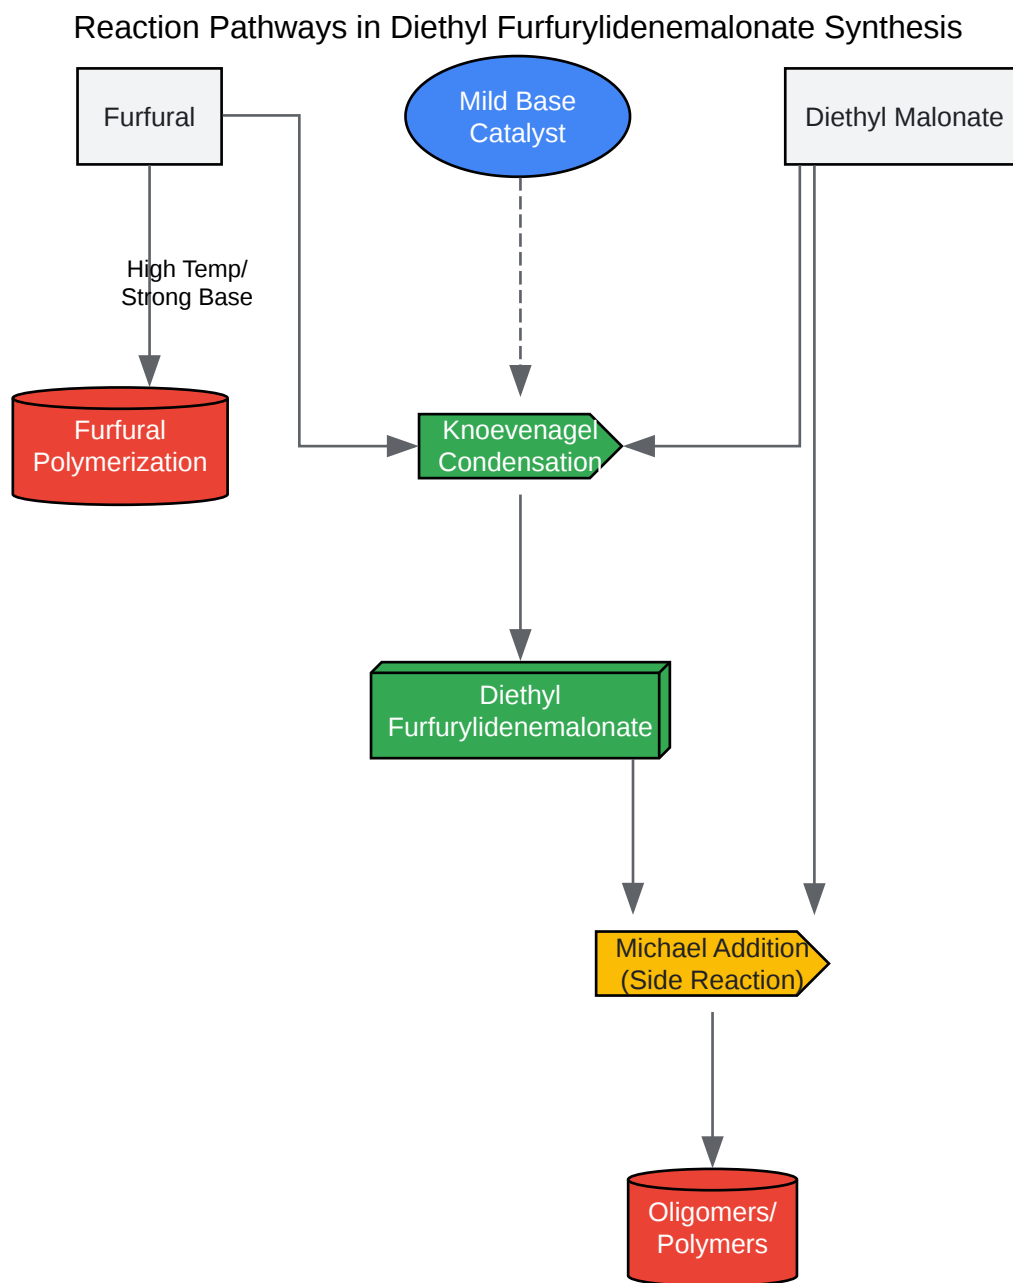 Reaction Pathways in Diethyl Furfurylidenemalonate Synthesis
Furfural
Mild Base
Catalyst
Diethyl Malonate
High Temp/
Strong Base
Furfural
Polymerization
Knoevenagel
Condensation
Diethyl
Furfurylidenemalonate
Michael Addition
(Side Reaction)
Oligomers/
Polymers